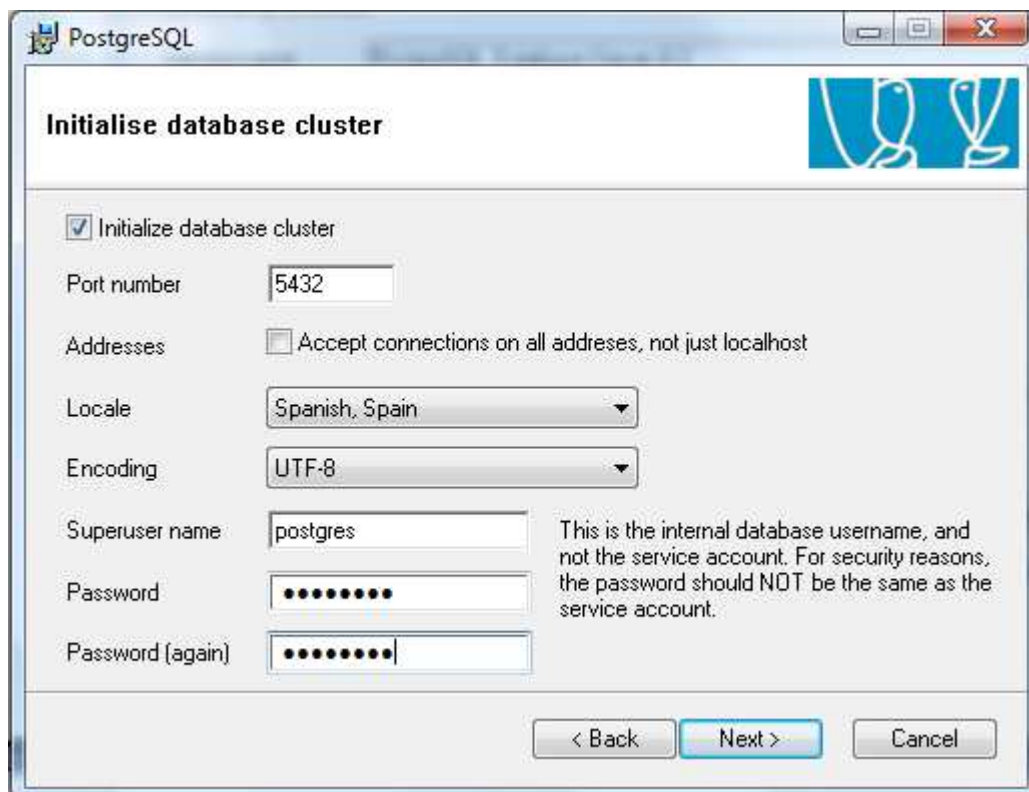 PostgreSQL
Initialise database cluster
Initialize database cluster
Port number 5432
Addresses Accept connections on all addreses, not just localhost
Locale Spanish, Spain
Encoding UTF-8
Superuser name postgres
This is the internal database username, and
not the service account. For security reasons,
the password should NOT be the same as the
service account.
Password ●●●●●●●●
Password (again) ●●●●●●●●
< Back Next > Cancel